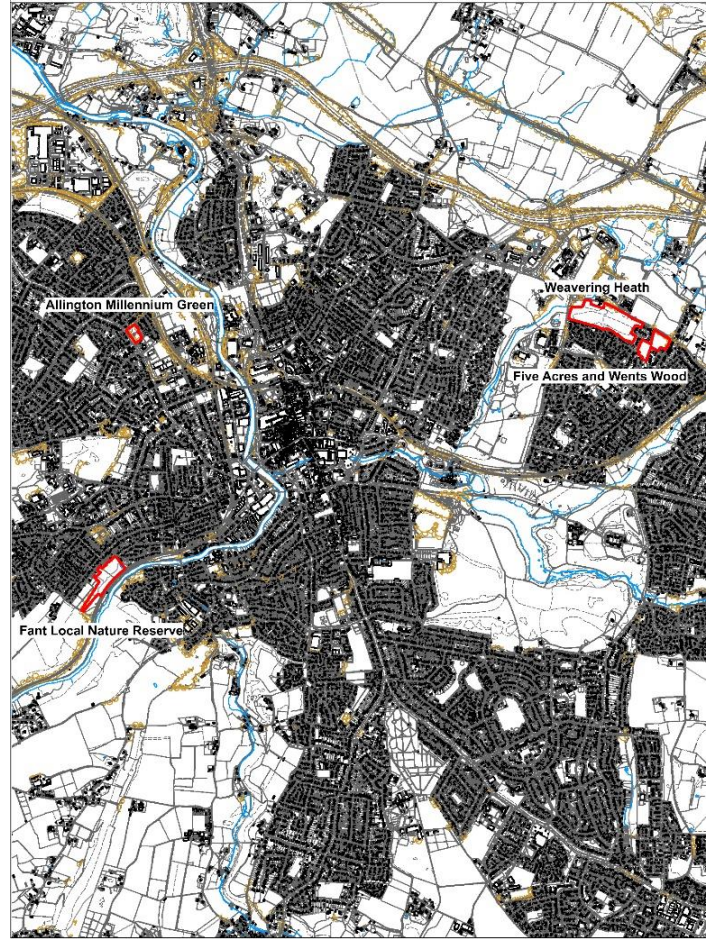 Weavering Heath
Allington Millennium Green
Five Acres and Wents Wood
Fant Local Nature Reserve